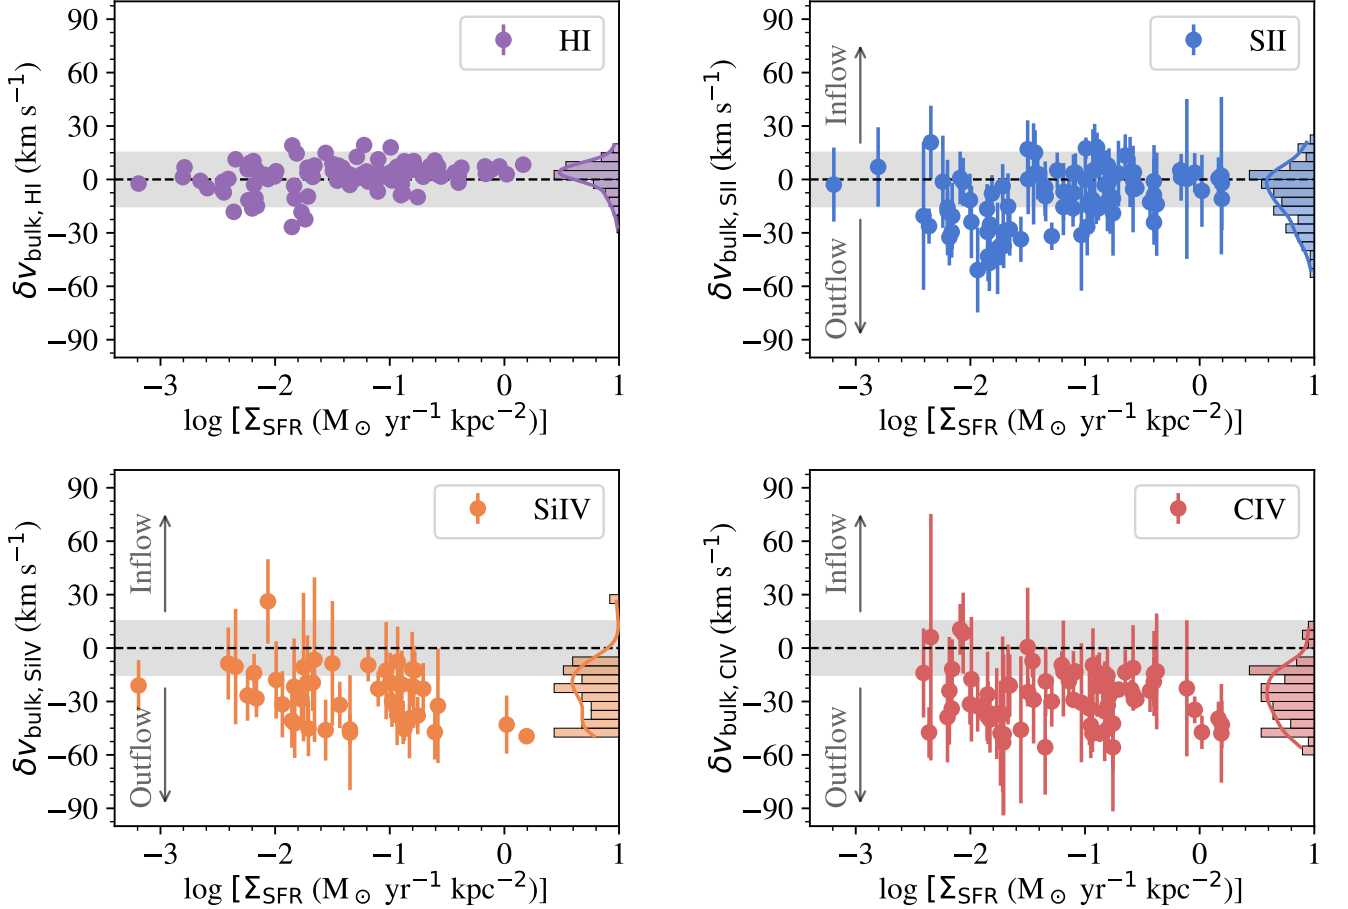 HI
90
60
30
0
−30
−60
−90
δv_bulk, HI (km s⁻¹)
−3 −2 −1 0 1
log [Σ_SFR (M_⊙ yr⁻¹ kpc⁻²)]
SII
Inflow
Outflow
90
60
30
0
−30
−60
−90
δv_bulk, SII (km s⁻¹)
−3 −2 −1 0 1
log [Σ_SFR (M_⊙ yr⁻¹ kpc⁻²)]
SiIV
Inflow
Outflow
90
60
30
0
−30
−60
−90
δv_bulk, SiIV (km s⁻¹)
−3 −2 −1 0 1
log [Σ_SFR (M_⊙ yr⁻¹ kpc⁻²)]
CIV
Inflow
Outflow
90
60
30
0
−30
−60
−90
δv_bulk, CIV (km s⁻¹)
−3 −2 −1 0 1
log [Σ_SFR (M_⊙ yr⁻¹ kpc⁻²)]